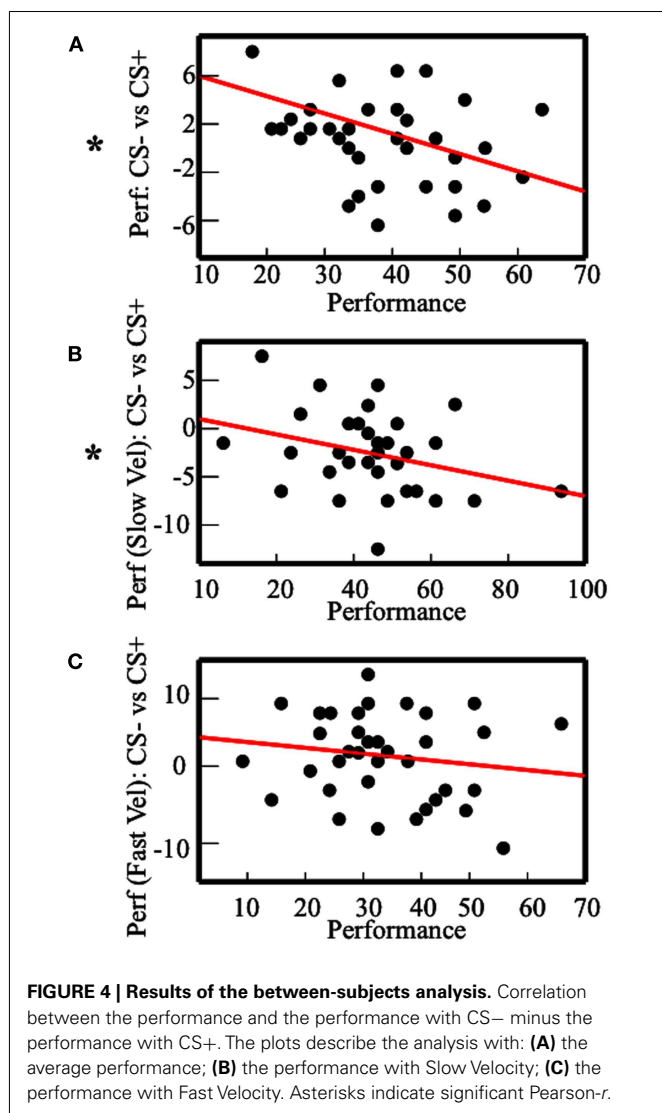 A
Perf: CS- vs CS+
*
6
2
-2
-6
10 20 30 40 50 60 70
Performance
B
Perf (Slow Vel): CS- vs CS+
*
5
0
-5
-10
10 40 60 80 100
Performance
C
Perf (Fast Vel): CS- vs CS+
10
0
-10
10 20 30 40 50 60 70
Performance
FIGURE 4 | Results of the between-subjects analysis. Correlation
between the performance and the performance with CS− minus the
performance with CS+. The plots describe the analysis with: (A) the
average performance; (B) the performance with Slow Velocity; (C) the
performance with Fast Velocity. Asterisks indicate significant Pearson-r.